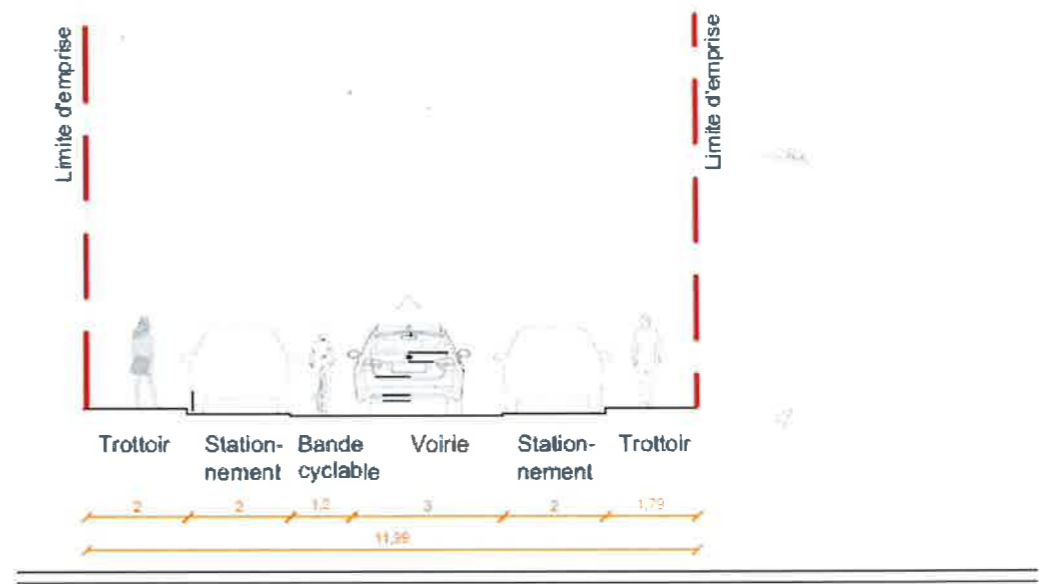 Limite d'emprise
Limite d'emprise
Trottoir
Station-
nement
Bande
cyclable
Voirie
Station-
nement
Trottoir
2
2
1,2
3
2
1,79
11,99